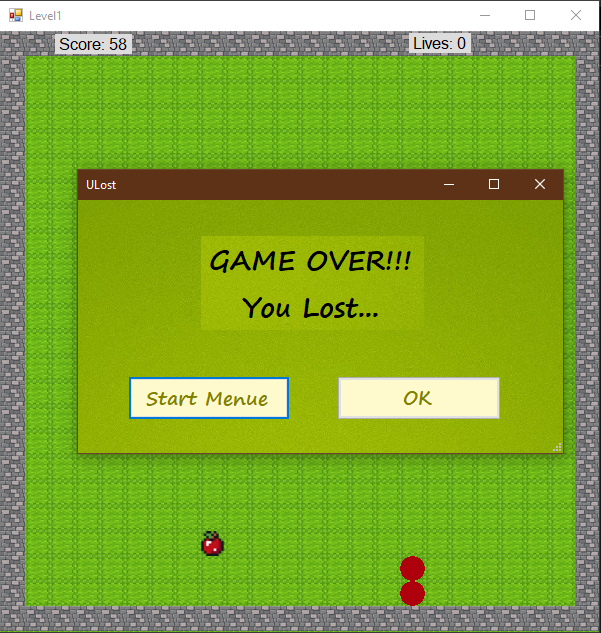 Level1
Score: 58
Lives: 0
ULost
GAME OVER!!!
You Lost...
Start Menue
OK